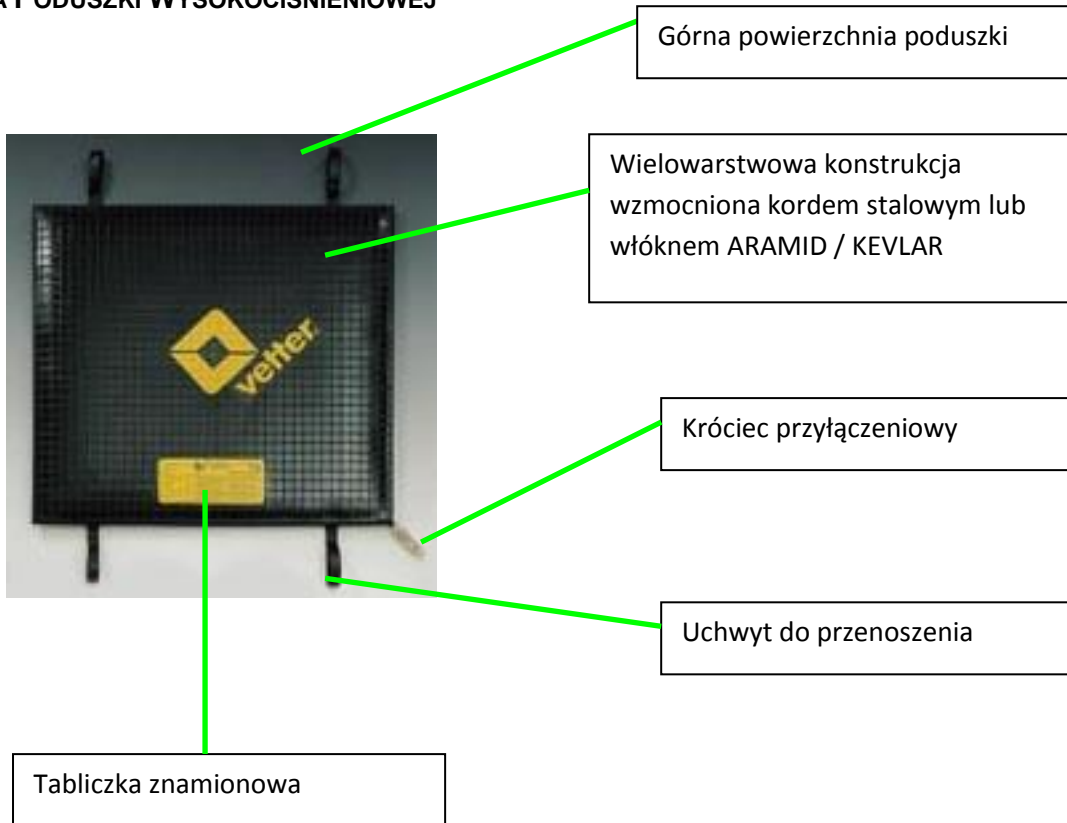 PODUSZKI WYSOKOCIŚNIENIOWEJ
Górna powierzchnia poduszki
Wielowarstwowa konstrukcja
wzmocniona kordem stalowym lub
włóknem ARAMID / KEVLAR
vetter
Króciec przyłączeniowy
Uchwyt do przenoszenia
Tabliczka znamionowa